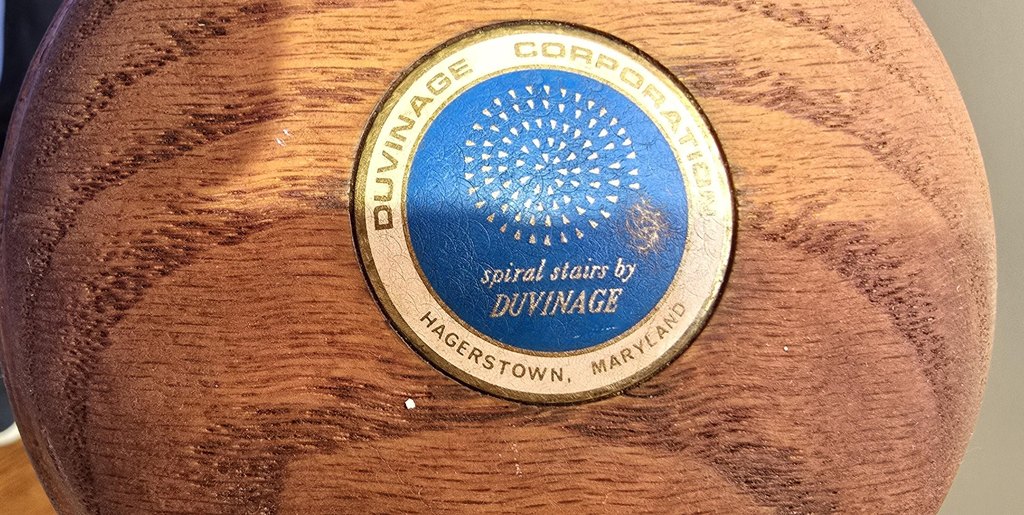 DUVINAGE CORPORATION
spiral stairs by
DUVINAGE
HAGERSTOWN, MARYLAND